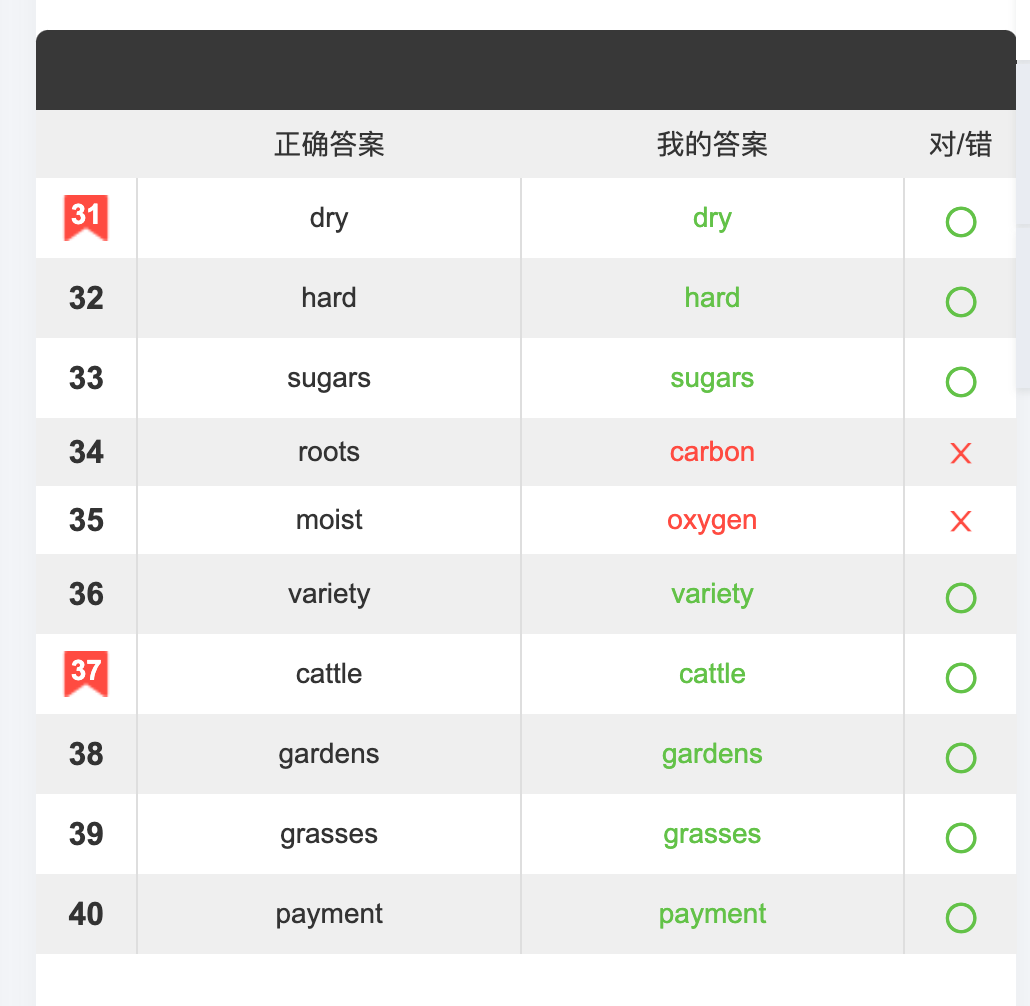 正确答案 我的答案 对/错
31 dry dry
32 hard hard
33 sugars sugars
34 roots carbon
35 moist oxygen
36 variety variety
37 cattle cattle
38 gardens gardens
39 grasses grasses
40 payment payment